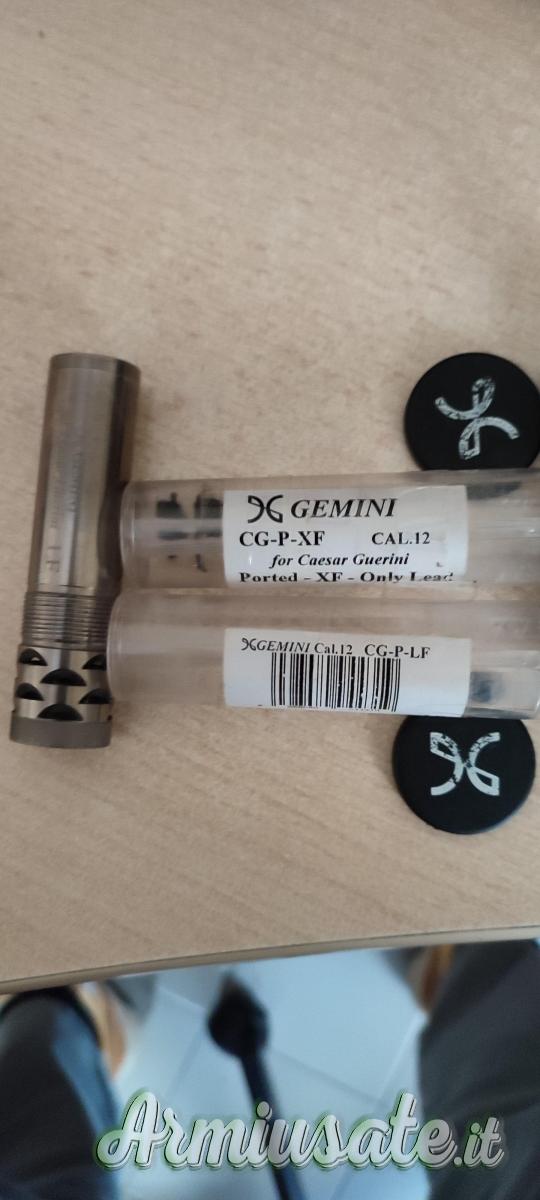 GEMINI
CG-P-XF CAL.12
for Caesar Guerini
Ported - XF - Only Lead
GEMINI Cal.12 CG-P-LF
LF
Armiusate.it